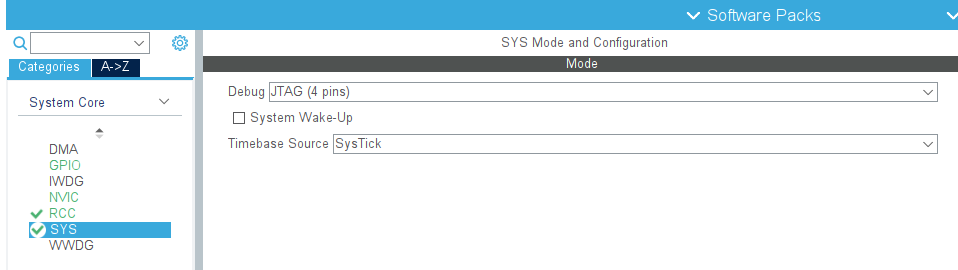 Software Packs
Categories A->Z
System Core
DMA
GPIO
IWDG
NVIC
RCC
SYS
WWDG
SYS Mode and Configuration
Mode
Debug JTAG (4 pins)
System Wake-Up
Timebase Source SysTick